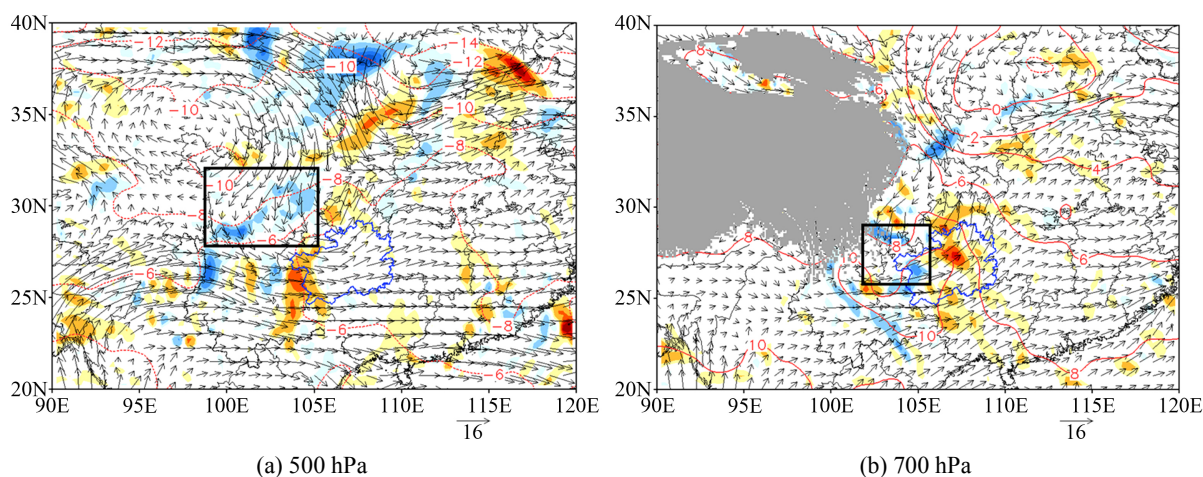 40N 40N
−12 −14 8
−10 −12 6
−10 −10 0
35N 35N
−8 −2
−4
−10 −8 6
30N 30N
−8 0
−6 8 8
−6 10 6
25N 25N
−6 −8 10
10
−6 8
20N 20N
90E 95E 100E 105E 110E 115E 120E 90E 95E 100E 105E 110E 115E 120E
16 16
(a) 500 hPa (b) 700 hPa